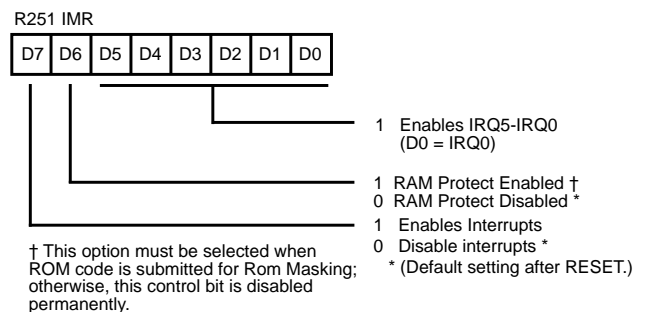 R251 IMR
D7 D6 D5 D4 D3 D2 D1 D0
1 Enables IRQ5-IRQ0
(D0 = IRQ0)
1 RAM Protect Enabled †
0 RAM Protect Disabled *
1 Enables Interrupts
0 Disable interrupts *
* (Default setting after RESET.)
† This option must be selected when
ROM code is submitted for Rom Masking;
otherwise, this control bit is disabled
permanently.